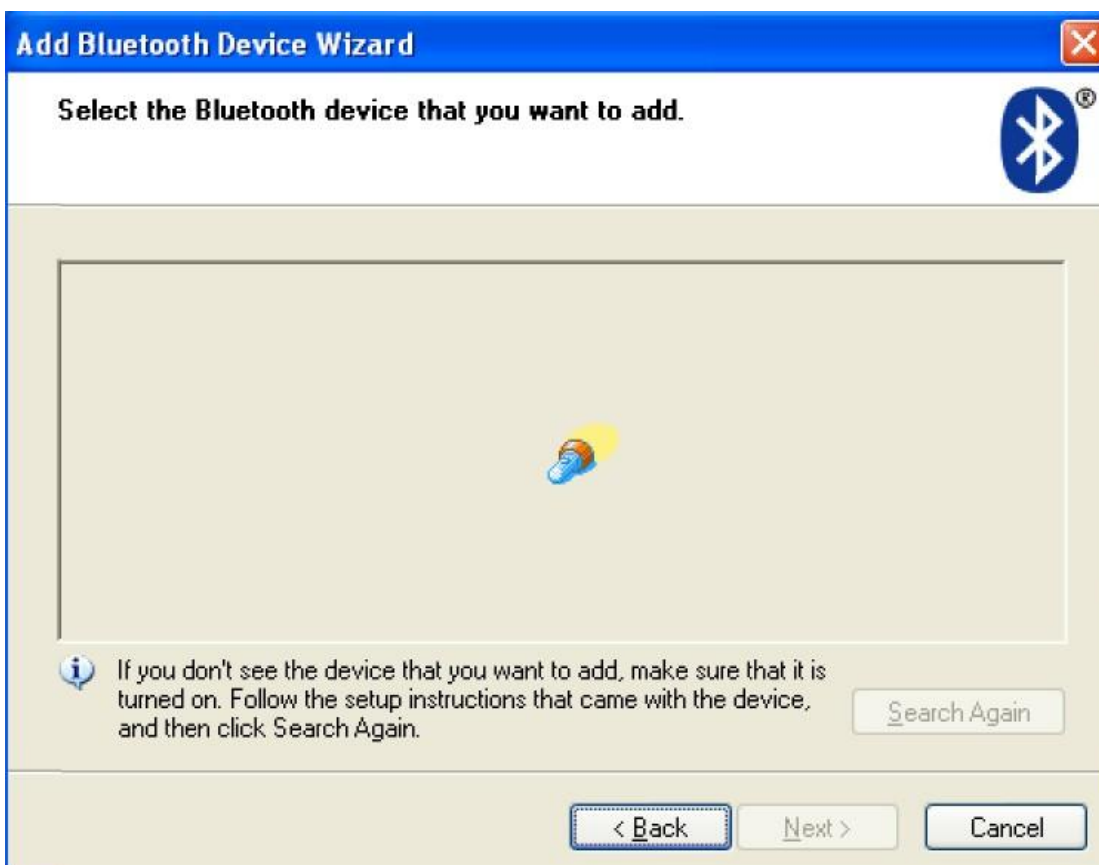 Add Bluetooth Device Wizard
Select the Bluetooth device that you want to add.
®
If you don't see the device that you want to add, make sure that it is
turned on. Follow the setup instructions that came with the device,
and then click Search Again.
Search Again
< Back
Next >
Cancel